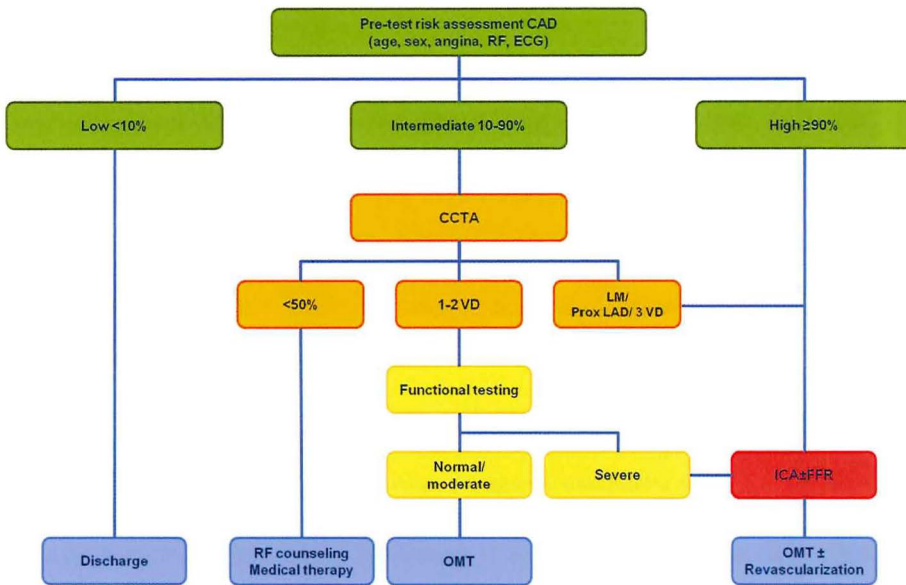 Pre-test risk assessment CAD
(age, sex, angina, RF, ECG)
Low <10%
Intermediate 10-90%
High ≥90%
CCTA
<50%
1-2 VD
LM/
Prox LAD/ 3 VD
Functional testing
Normal/
moderate
Severe
ICA±FFR
Discharge
RF counseling
Medical therapy
OMT
OMT ±
Revascularization